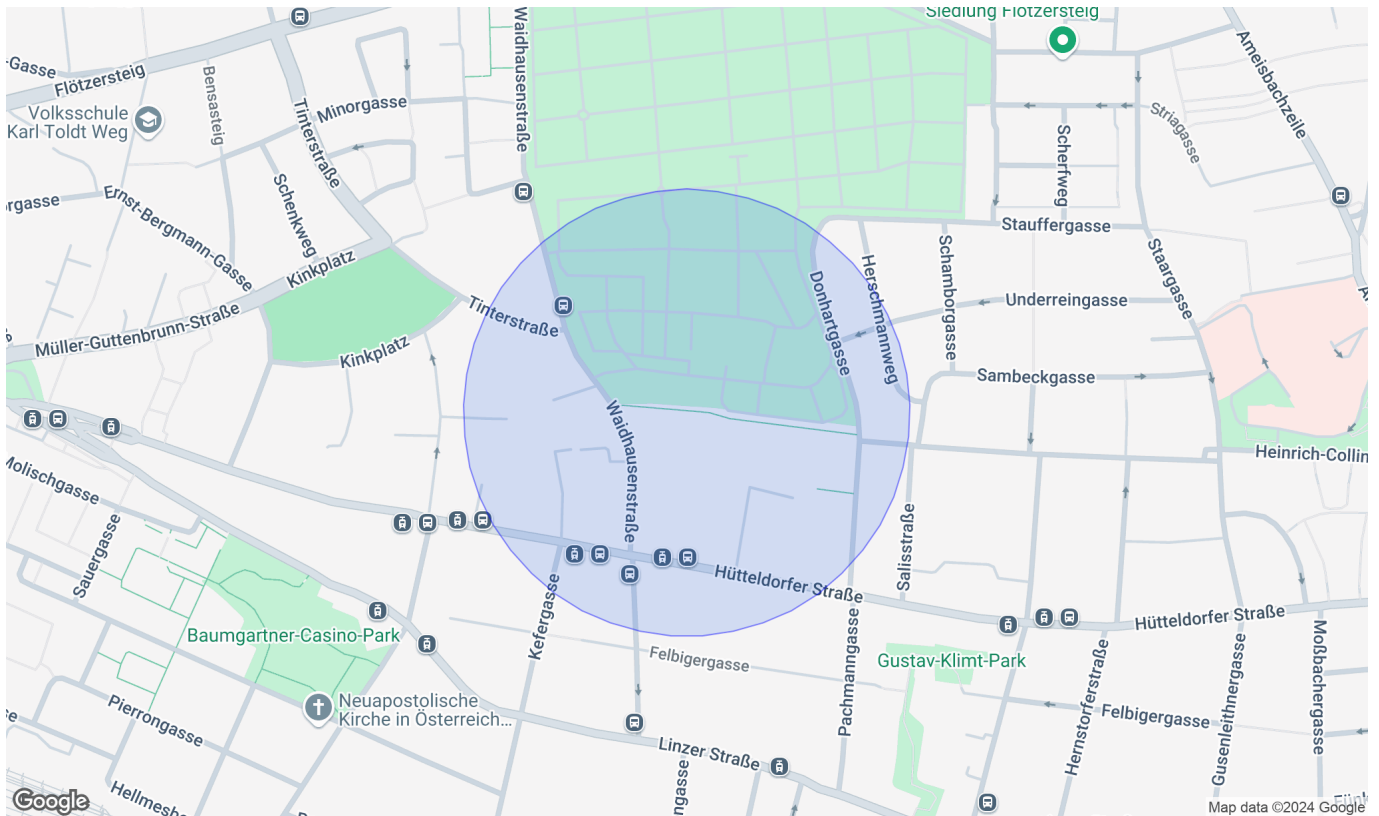 Siedlung Flötzersteig
-Gasse
Flötzersteig
Bensasteig
Waidhausenstraße
Ameisbachzeile
Minorgasse
Volksschule
Karl Toldt Weg
Tinterstraße
Striagasse
Scherfweg
orgasse
Ernst-Bergmann-Gasse
Schenkweg
Stauffergasse
Kinkplatz
Schamborgasse
Staargasse
Herschmannweg
Donhartgasse
Underreingasse
Tinterstraße
Müller-Guttenbrunn-Straße
Kinkplatz
Sambeckgasse
Waidhausenstraße
Heinrich-Collin
Molischgasse
Sauergasse
Salisstraße
Hütteldorfer Straße
Hütteldorfer Straße
Kefergasse
Baumgartner-Casino-Park
Felbigergasse
Pachmanngasse
Gustav-Klimt-Park
Moßbachergasse
Gusenleithnergasse
Hernstorferstraße
Neuapostolische
Kirche in Österreich...
Pierrongasse
Felbigergasse
Linzer Straße
ngasse
Hellmesb
Google
Map data ©2024 Google